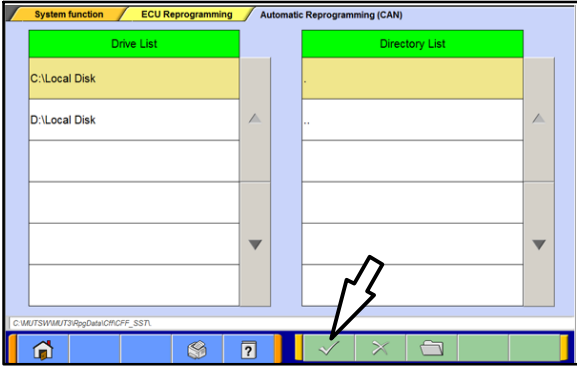 System function
ECU Reprogramming
Automatic Reprogramming (CAN)
Drive List
Directory List
C:\Local Disk
.
D:\Local Disk
..
C:\MUTSW\MUT3\RpgData\Cff\CFF_SST\.
?